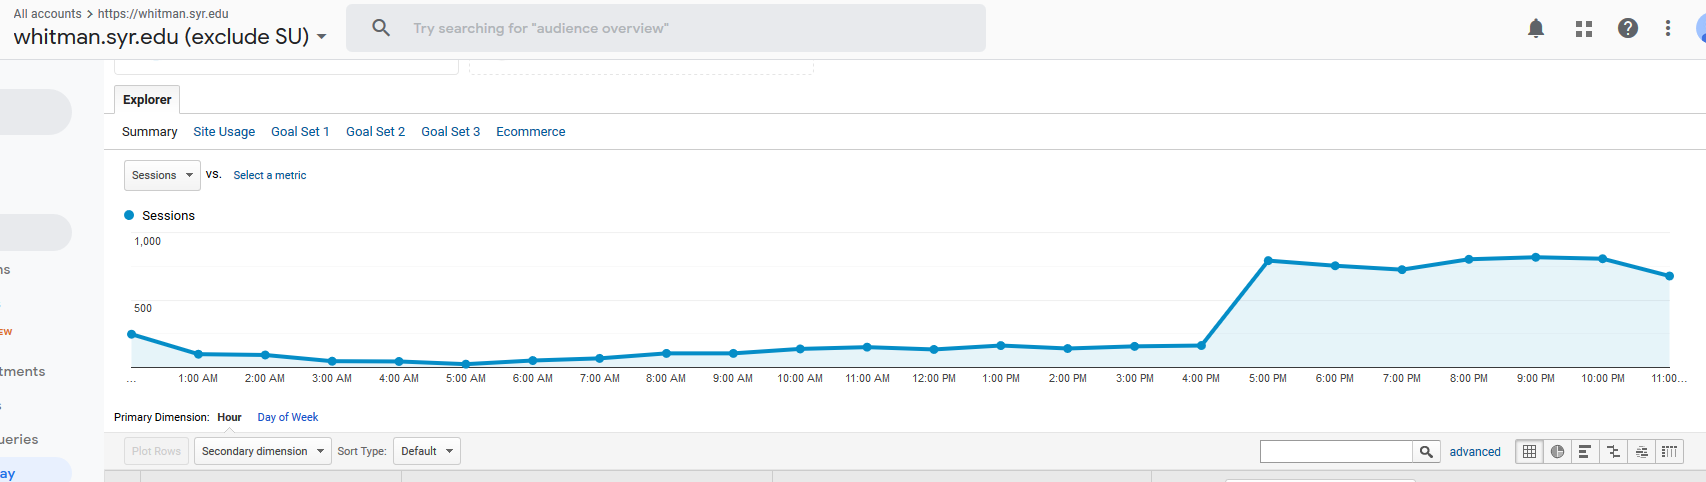 All accounts > https://whitman.syr.edu
whitman.syr.edu (exclude SU)
Try searching for "audience overview"
Explorer
Summary Site Usage Goal Set 1 Goal Set 2 Goal Set 3 Ecommerce
Sessions VS. Select a metric
Sessions
1,000
500
... 1:00 AM 2:00 AM 3:00 AM 4:00 AM 5:00 AM 6:00 AM 7:00 AM 8:00 AM 9:00 AM 10:00 AM 11:00 AM 12:00 PM 1:00 PM 2:00 PM 3:00 PM 4:00 PM 5:00 PM 6:00 PM 7:00 PM 8:00 PM 9:00 PM 10:00 PM 11:00...
Primary Dimension: Hour Day of Week
Plot Rows Secondary dimension Sort Type: Default advanced
ns
EW
tments
s
ueries
ay